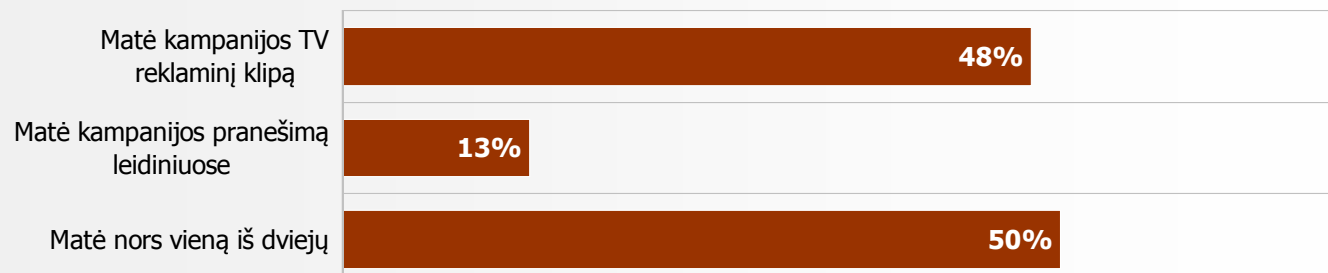 Matė kampanijos TV
reklaminį klipą
48%
Matė kampanijos pranešimą
leidiniuose
13%
Matė nors vieną iš dviejų
50%